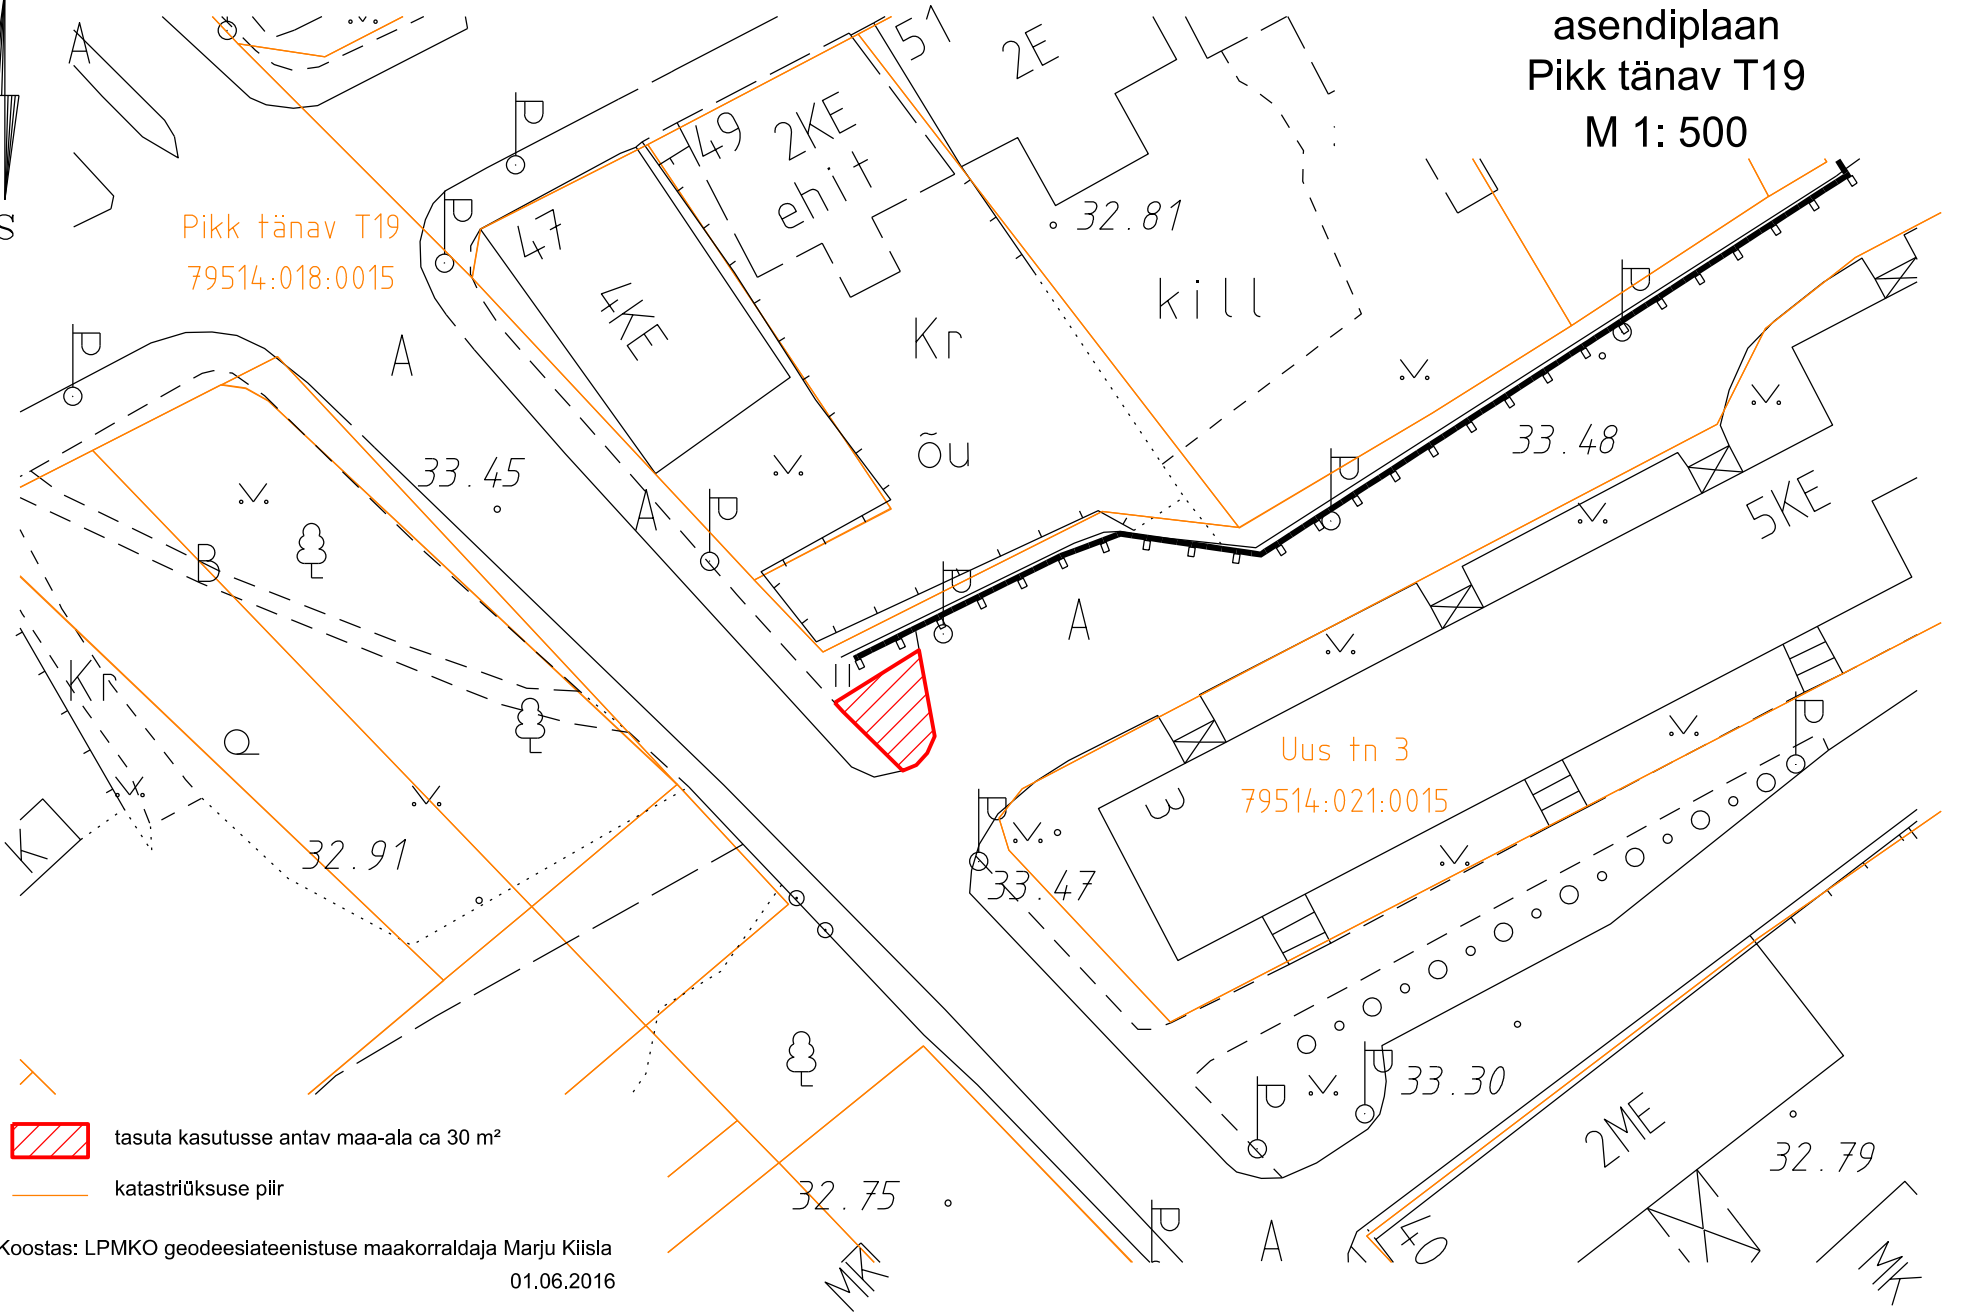 asendiplaan
Pikk tänav T19
M 1: 500
A
S
51
2E
49
2KE
ehit
47
4KE
32.81
kill
Kr
õu
Pikk tänav T19
79514:018:0015
A
33.45
A
33.48
5KE
B
Kr
A
K
32.91
Uus tn 3
79514:021:0015
3
33.47
33.30
2ME
32.79
32.75
MK
A
40
MK
tasuta kasutusse antav maa-ala ca 30 m²
katastriüksuse piir
Koostas: LPMKO geodeesiateenistuse maakorraldaja Marju Kiisla
01.06.2016